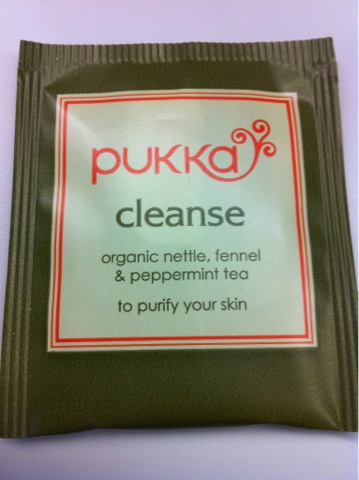 pukka
cleanse
organic nettle, fennel
& peppermint tea
to purify your skin